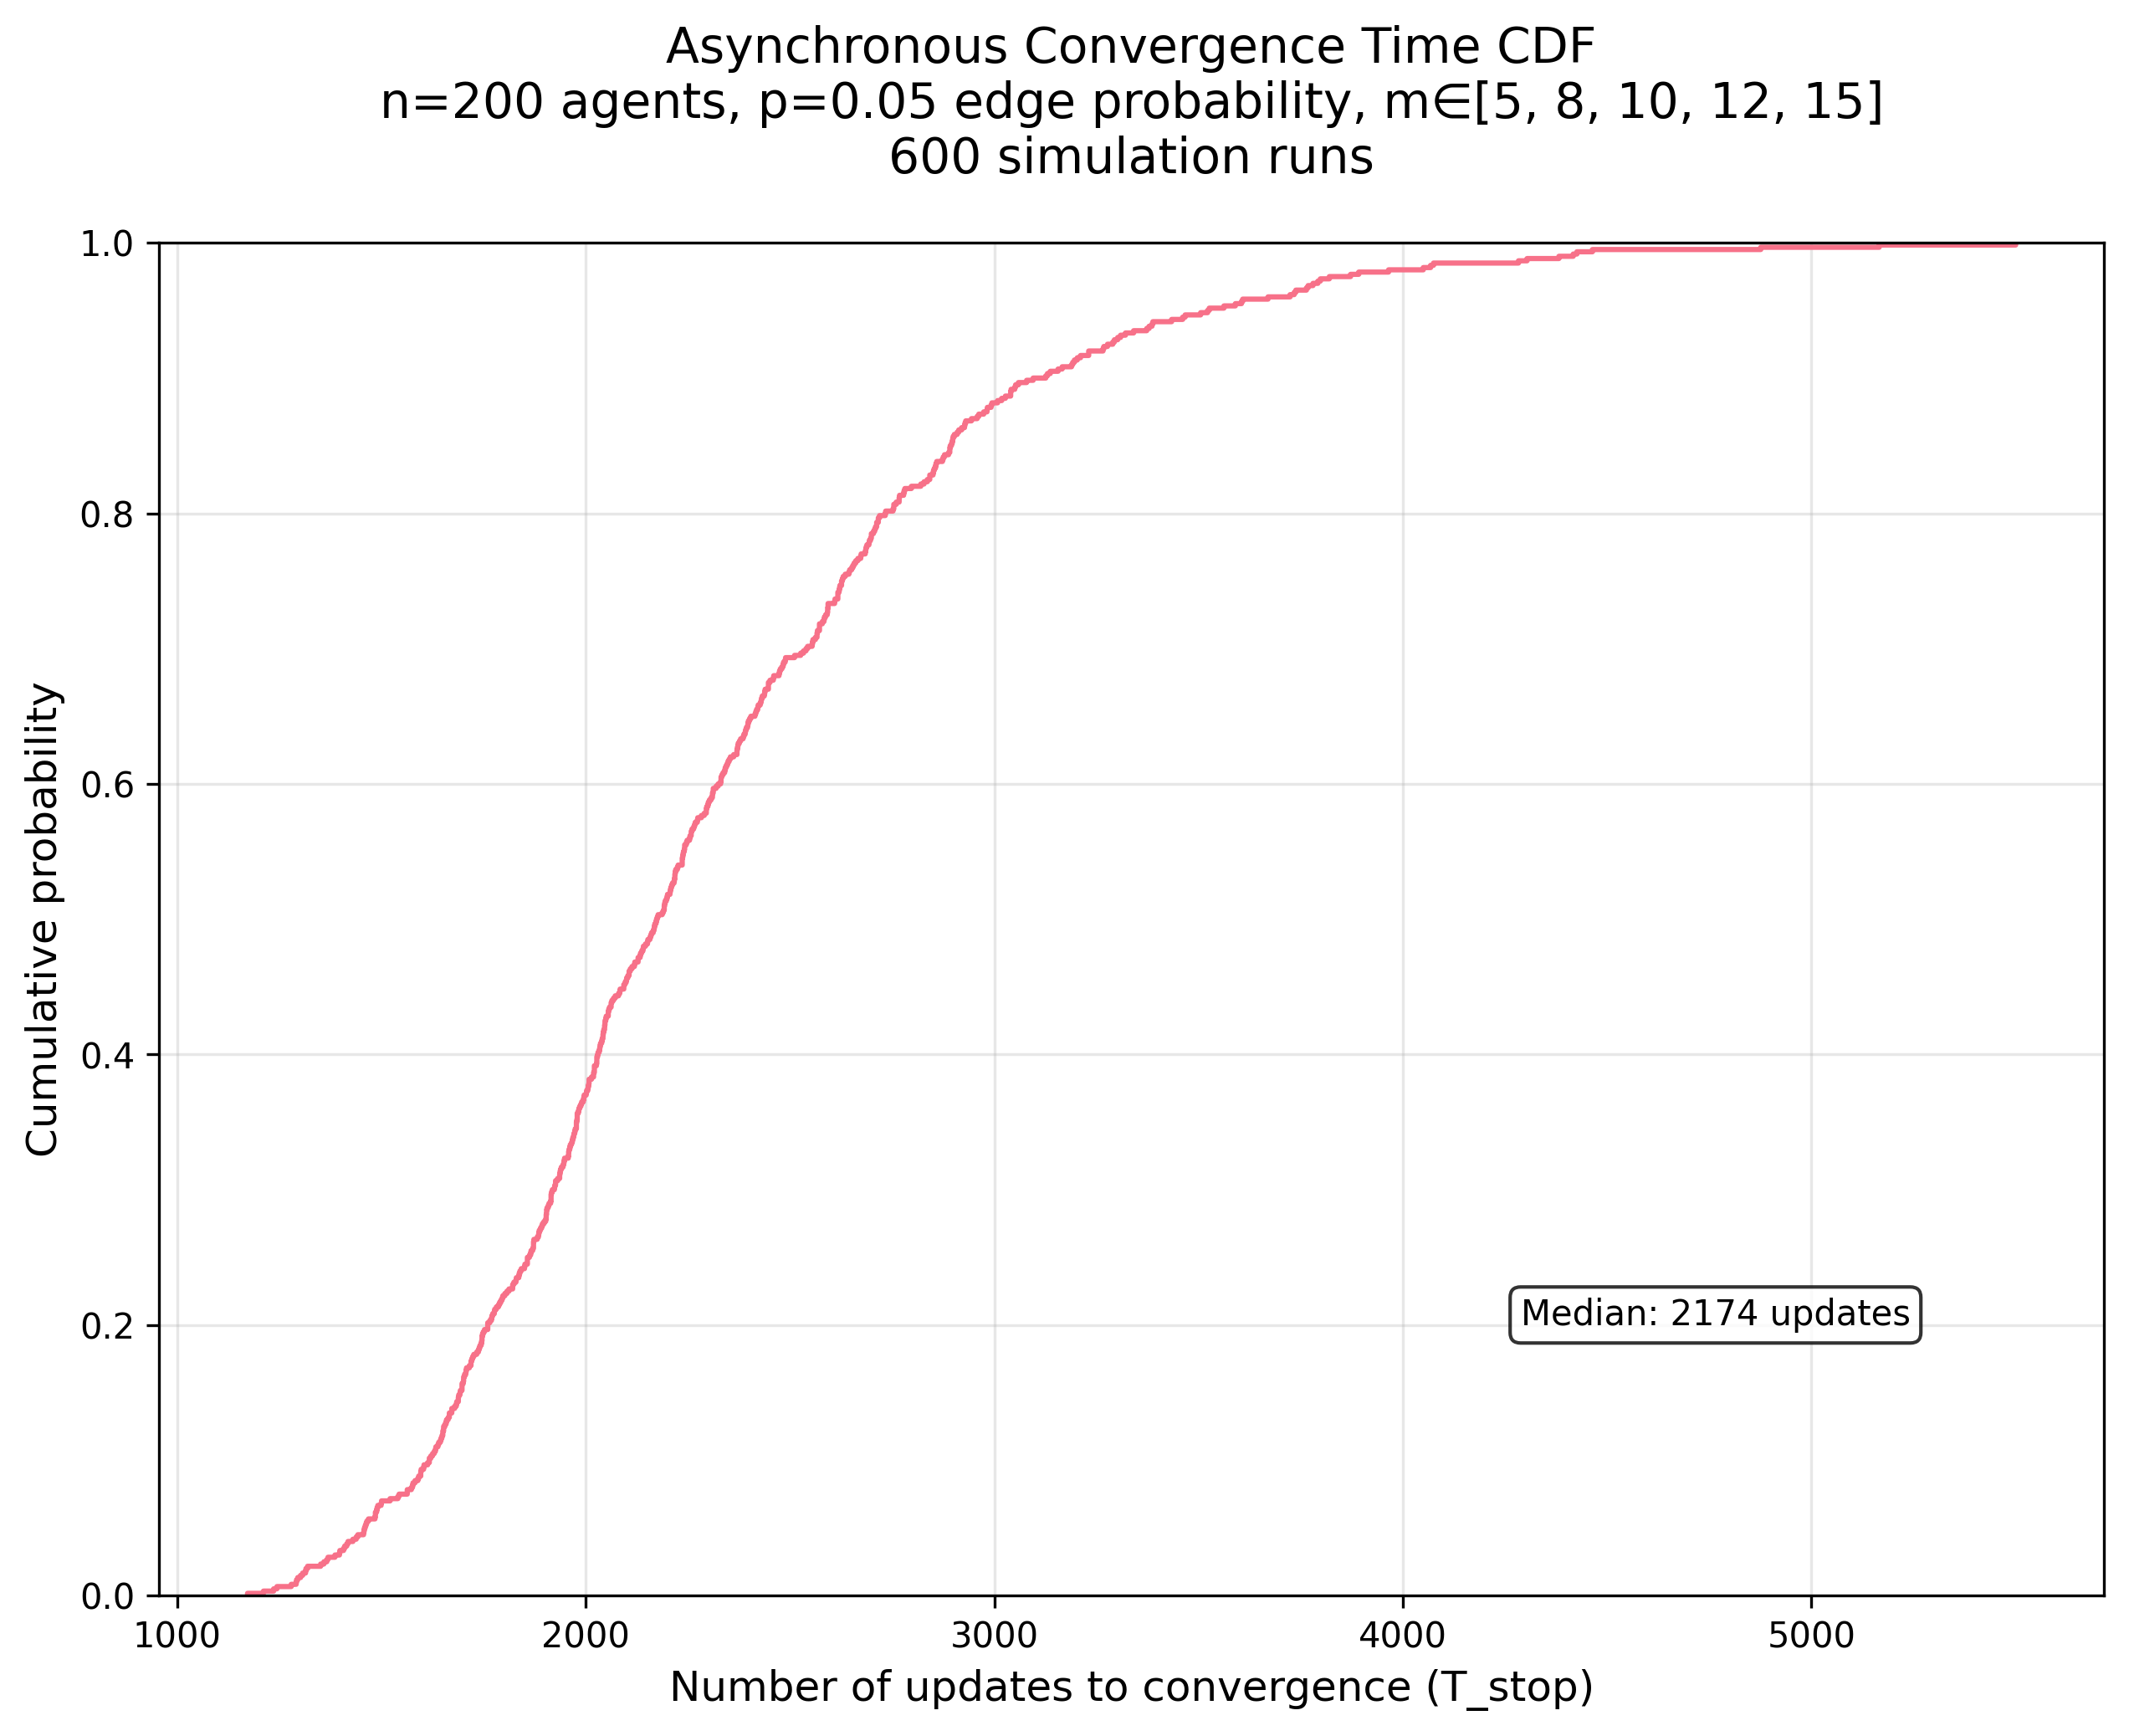 Asynchronous Convergence Time CDF
n=200 agents, p=0.05 edge probability, m∈[5, 8, 10, 12, 15]
600 simulation runs
1.0
0.8
0.6
0.4
0.2
0.0
Cumulative probability
Median: 2174 updates
1000
2000
3000
4000
5000
Number of updates to convergence (T_stop)